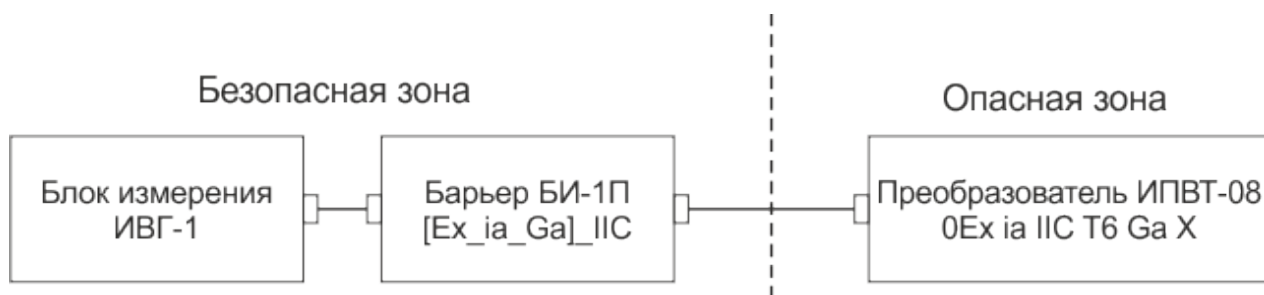 Безопасная зона
Опасная зона
Блок измерения
ИВГ-1
Барьер БИ-1П
[Ex_ia_Ga]_IIC
Преобразователь ИПВТ-08
0Ex ia IIC T6 Ga X